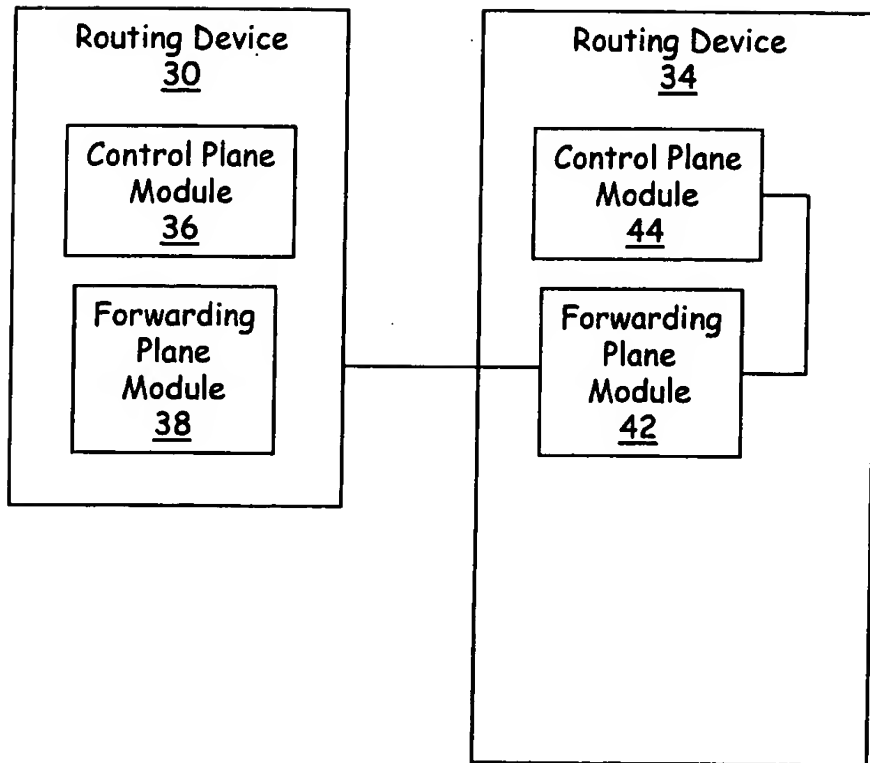 Routing Device
30
Control Plane
Module
36
Forwarding
Plane
Module
38
Routing Device
34
Control Plane
Module
44
Forwarding
Plane
Module
42